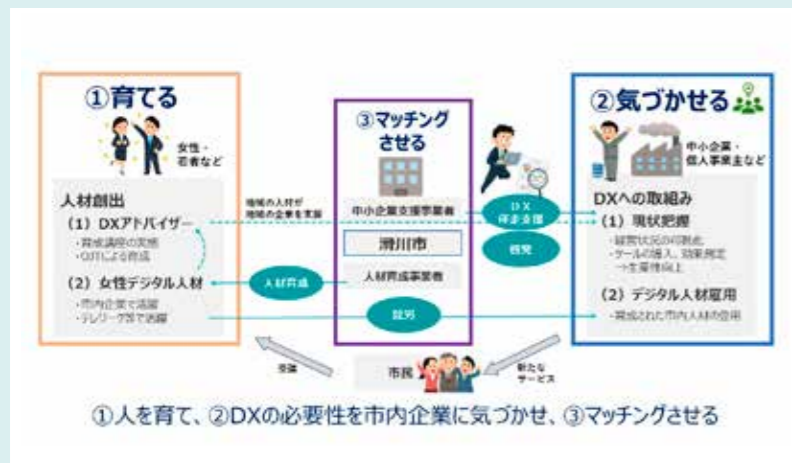 ①育てる
女性・
若者など
人材創出
(1) DXアドバイザー
・育成講座の実施
・OJTによる育成
(2) 女性デジタル人材
・市内企業で活躍
・テレワーク等で活躍
地域の人材が
地域の企業を支援
人材育成
③マッチング
させる
中小企業支援事業者
滑川市
人材育成事業者
DX
伴走支援
就労
②気づかせる
中小企業・
個人事業主など
DXへの取組み
(1) 現状把握
・ツールの導入、効果測定
→生産性向上
(2) デジタル人材雇用
・育成された市内人材の登用
受講
市民
新たな
サービス
①人を育て、②DXの必要性を市内企業に気づかせ、③マッチングさせる